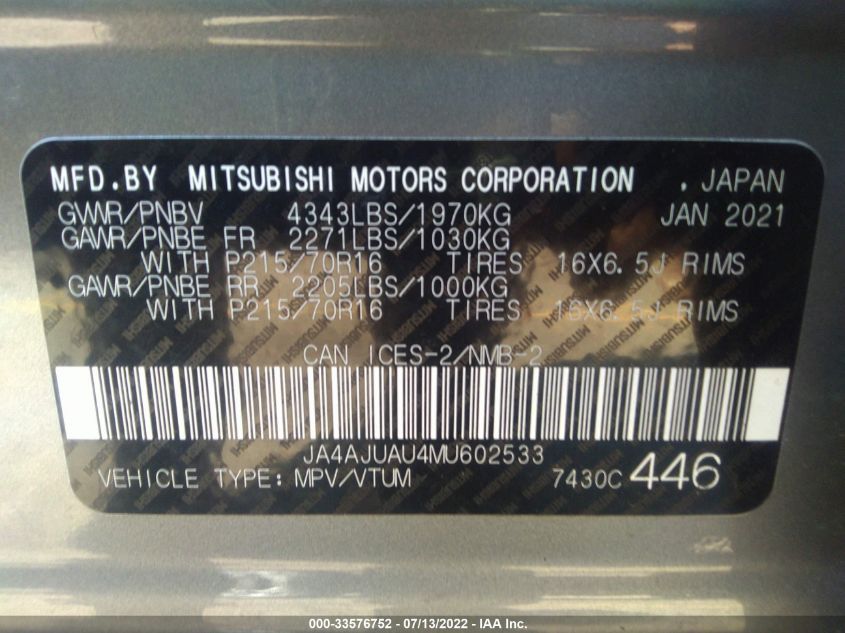 MFD.BY MITSUBISHI MOTORS CORPORATION . JAPAN
GVWR/PNBV 4343LBS/1970KG JAN 2021
GAWR/PNBE FR 2271LBS/1030KG
WITH P215/70R16 TIRES, 16X6.5J RIMS
GAWR/PNBE RR 2205LBS/1000KG
WITH P215/70R16 TIRES, 16X6.5J RIMS
CAN ICES-2/NMB-2
JA4AJUAU4MU602533
VEHICLE TYPE: MPV/VTUM 7430C 446
000-33576752 - 07/13/2022 - IAA Inc.